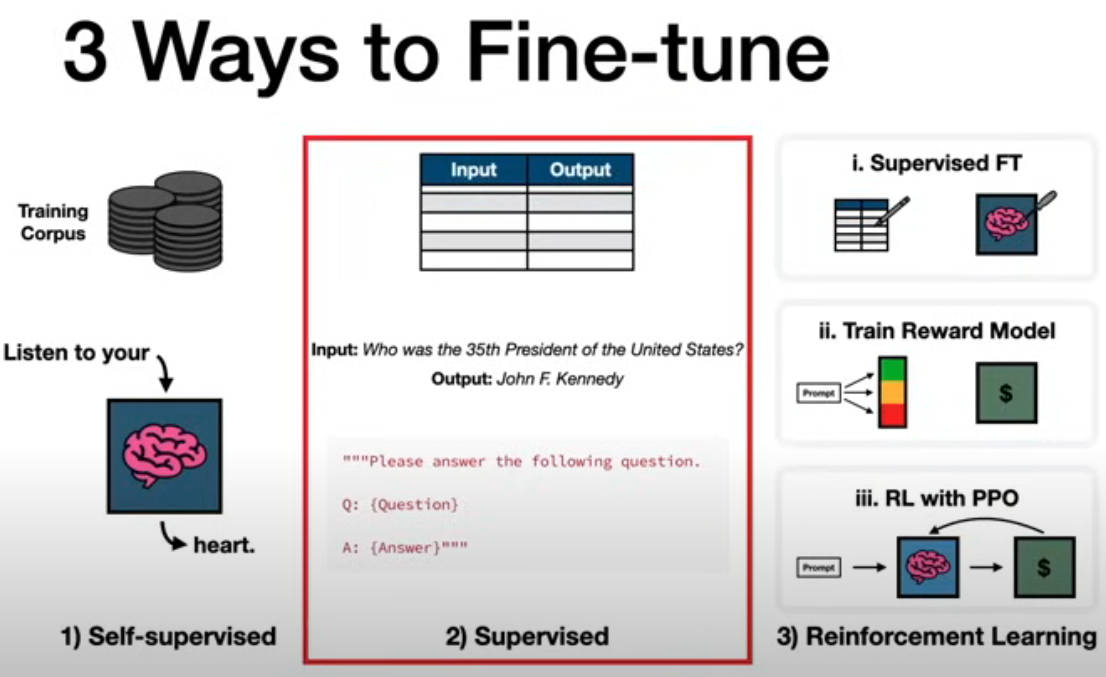 3 Ways to Fine-tune
Training
Corpus
Listen to your
heart.
1) Self-supervised
Input Output
Input: Who was the 35th President of the United States?
Output: John F. Kennedy
"""Please answer the following question.
Q: {Question}
A: {Answer}"""
2) Supervised
i. Supervised FT
ii. Train Reward Model
Prompt
$
iii. RL with PPO
Prompt
$
3) Reinforcement Learning